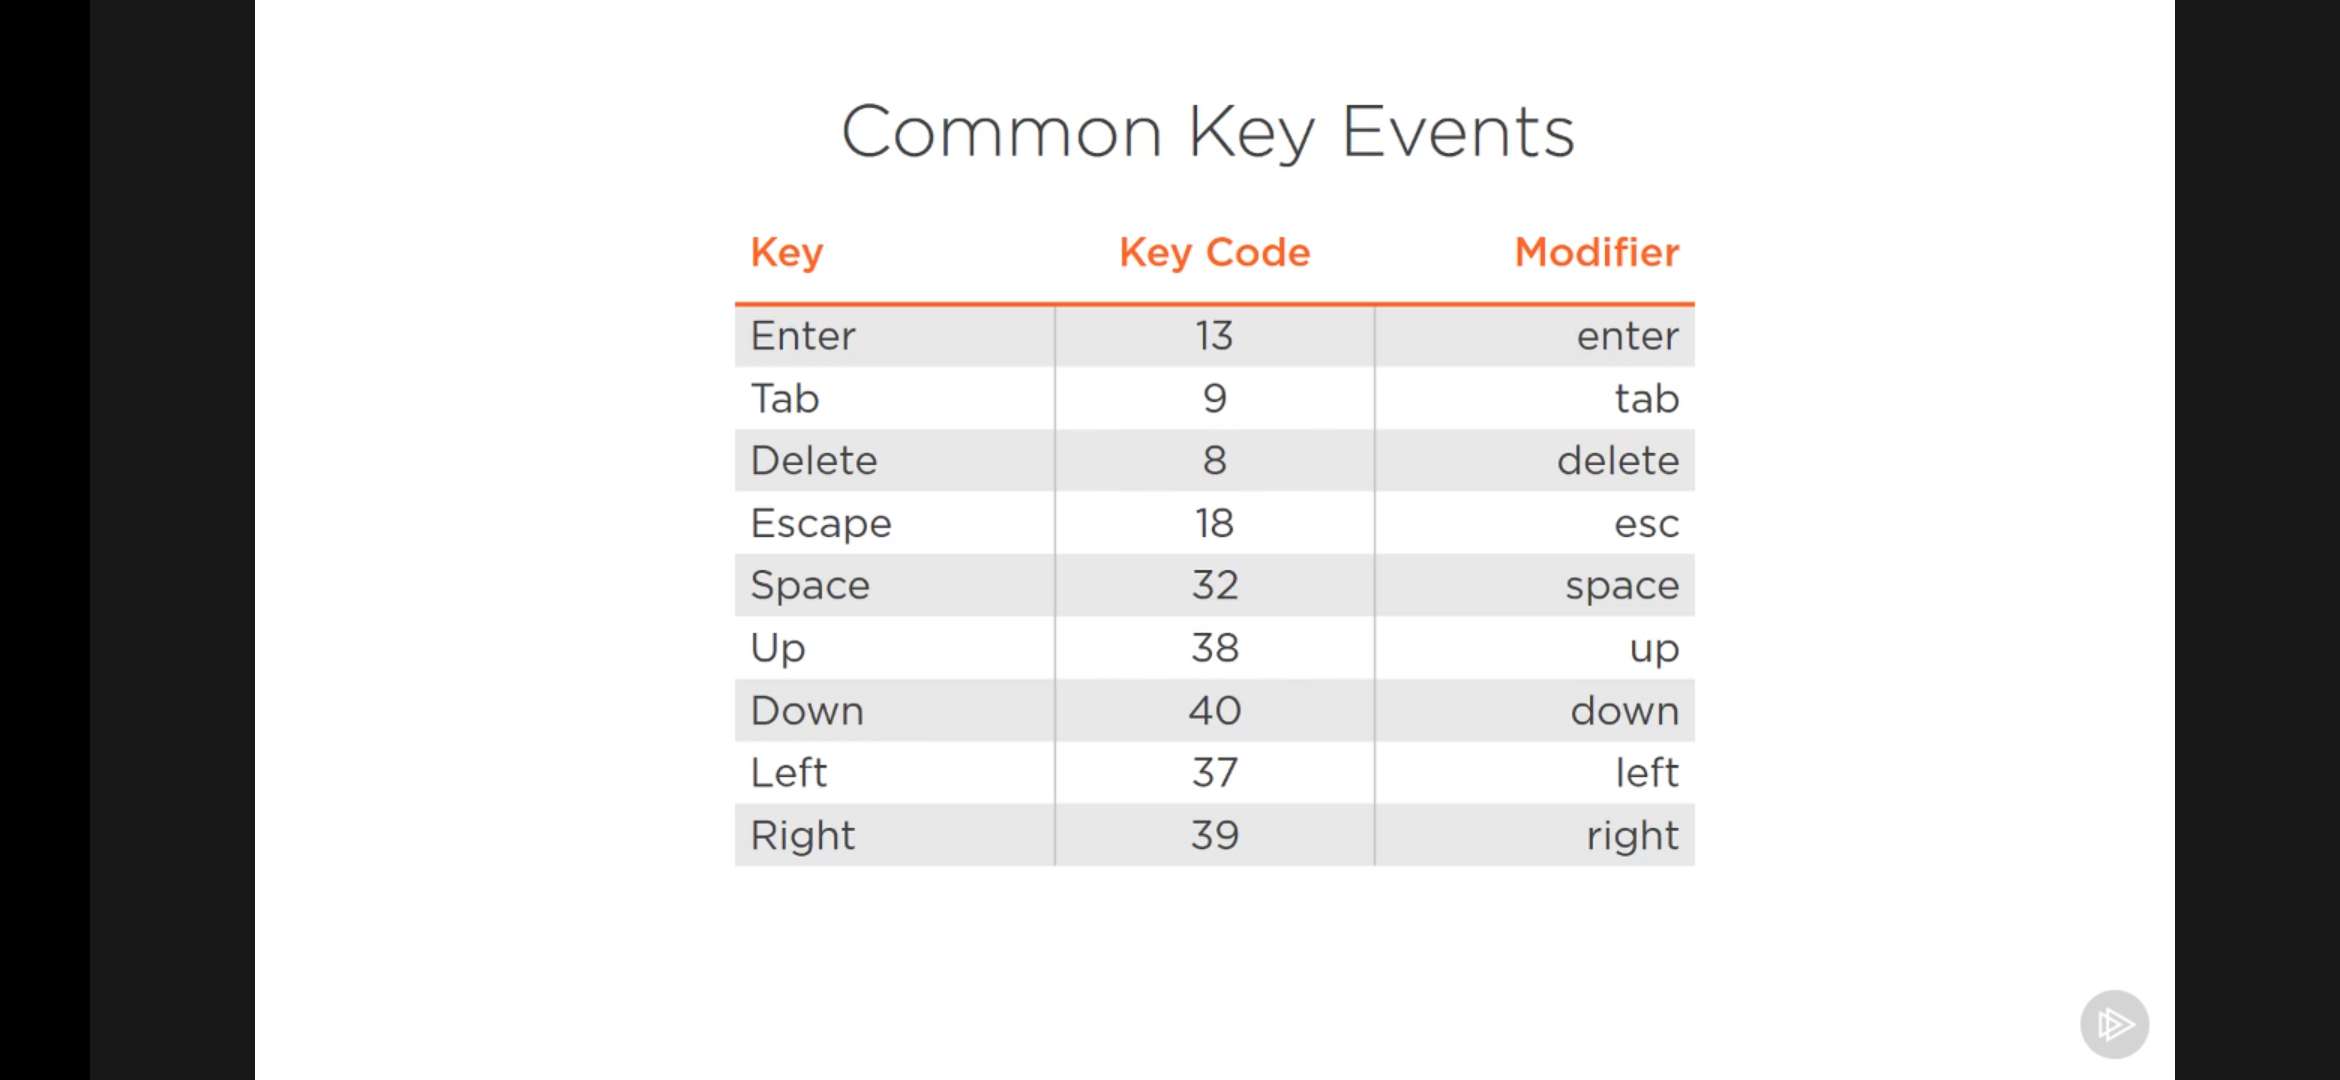 Common Key Events
Key Key Code Modifier
Enter 13 enter
Tab 9 tab
Delete 8 delete
Escape 18 esc
Space 32 space
Up 38 up
Down 40 down
Left 37 left
Right 39 right